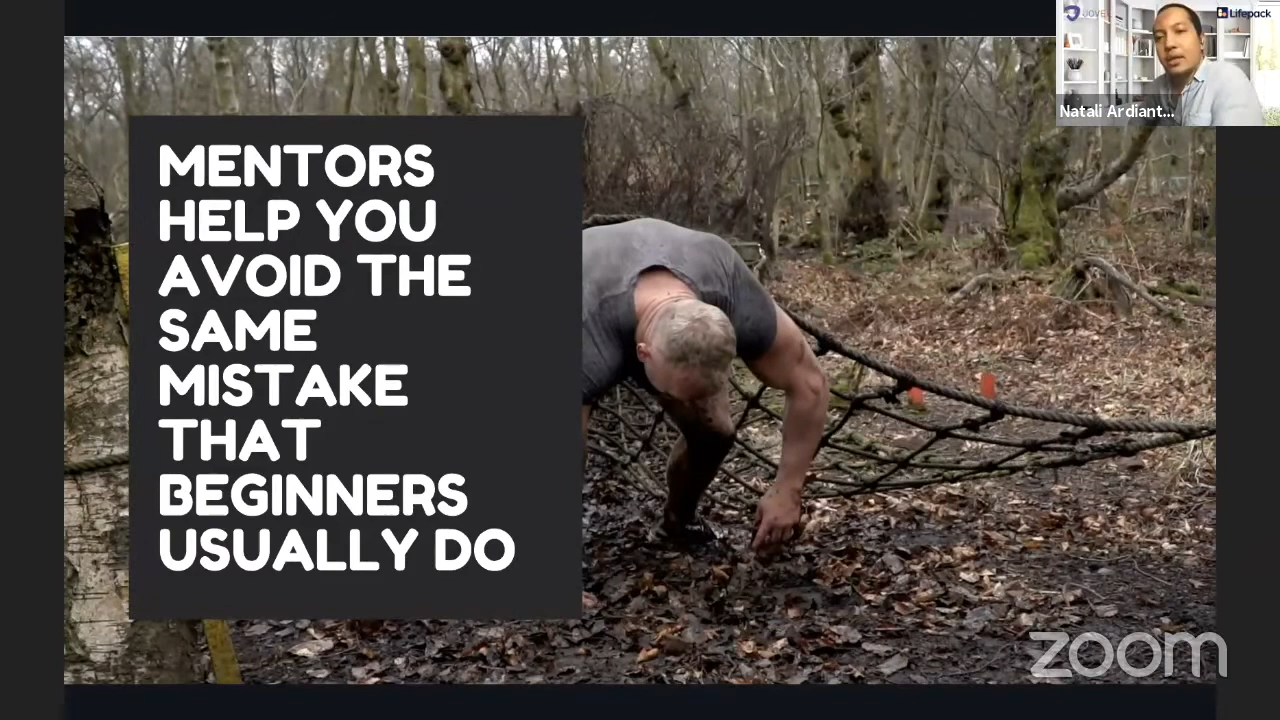 Lifepack
Natali Ardiant...
MENTORS
HELP YOU
AVOID THE
SAME
MISTAKE
THAT
BEGINNERS
USUALLY DO
zoom